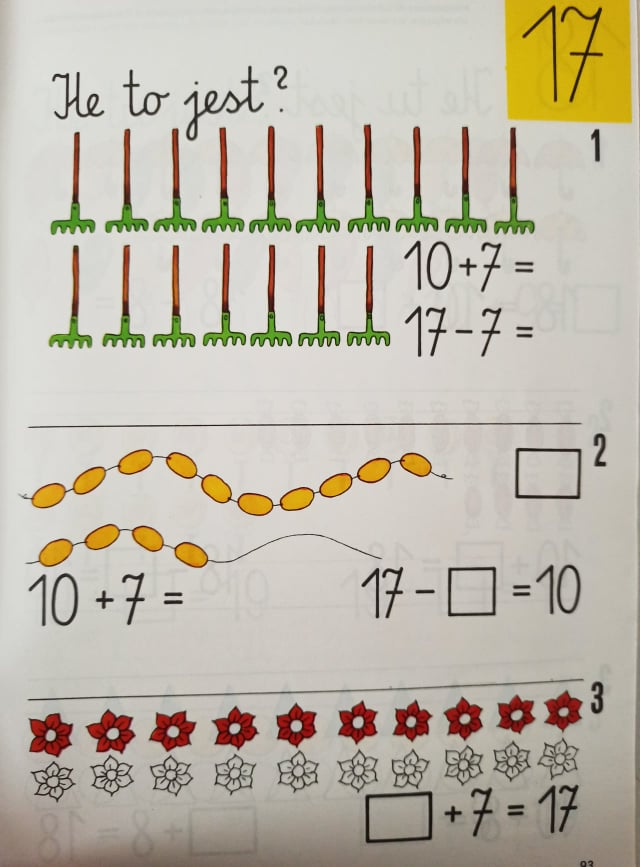 17
Ile to jest?
1
10+7 =
17-7 =
2
10 + 7 =
17 - □ = 10
3
□ + 7 = 17